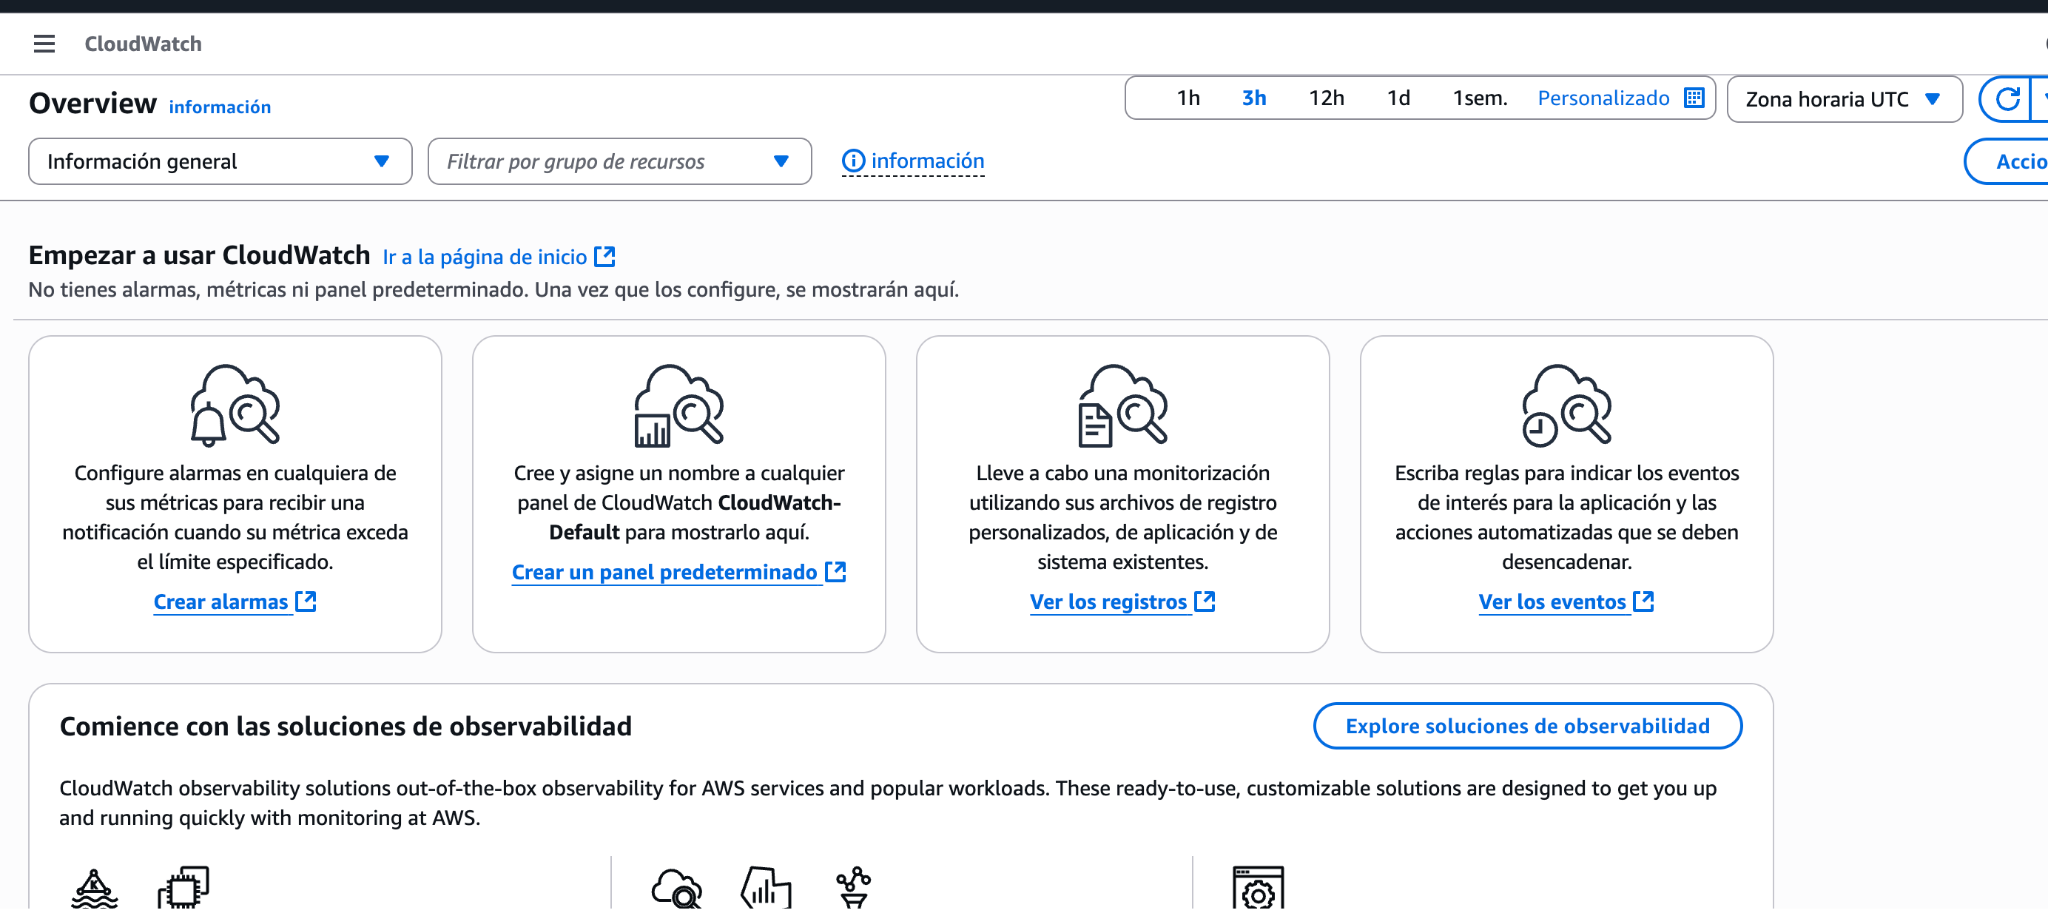 CloudWatch
Overview información
1h 3h 12h 1d 1sem. Personalizado
Zona horaria UTC
Información general
Filtrar por grupo de recursos
información
Empezar a usar CloudWatch Ir a la página de inicio
No tienes alarmas, métricas ni panel predeterminado. Una vez que los configure, se mostrarán aquí.
Configure alarmas en cualquiera de
sus métricas para recibir una
notificación cuando su métrica exceda
el límite especificado.
Crear alarmas
Cree y asigne un nombre a cualquier
panel de CloudWatch CloudWatch-
Default para mostrarlo aquí.
Crear un panel predeterminado
Lleve a cabo una monitorización
utilizando sus archivos de registro
personalizados, de aplicación y de
sistema existentes.
Ver los registros
Escriba reglas para indicar los eventos
de interés para la aplicación y las
acciones automatizadas que se deben
desencadenar.
Ver los eventos
Comience con las soluciones de observabilidad
Explore soluciones de observabilidad
CloudWatch observability solutions out-of-the-box observability for AWS services and popular workloads. These ready-to-use, customizable solutions are designed to get you up
and running quickly with monitoring at AWS.